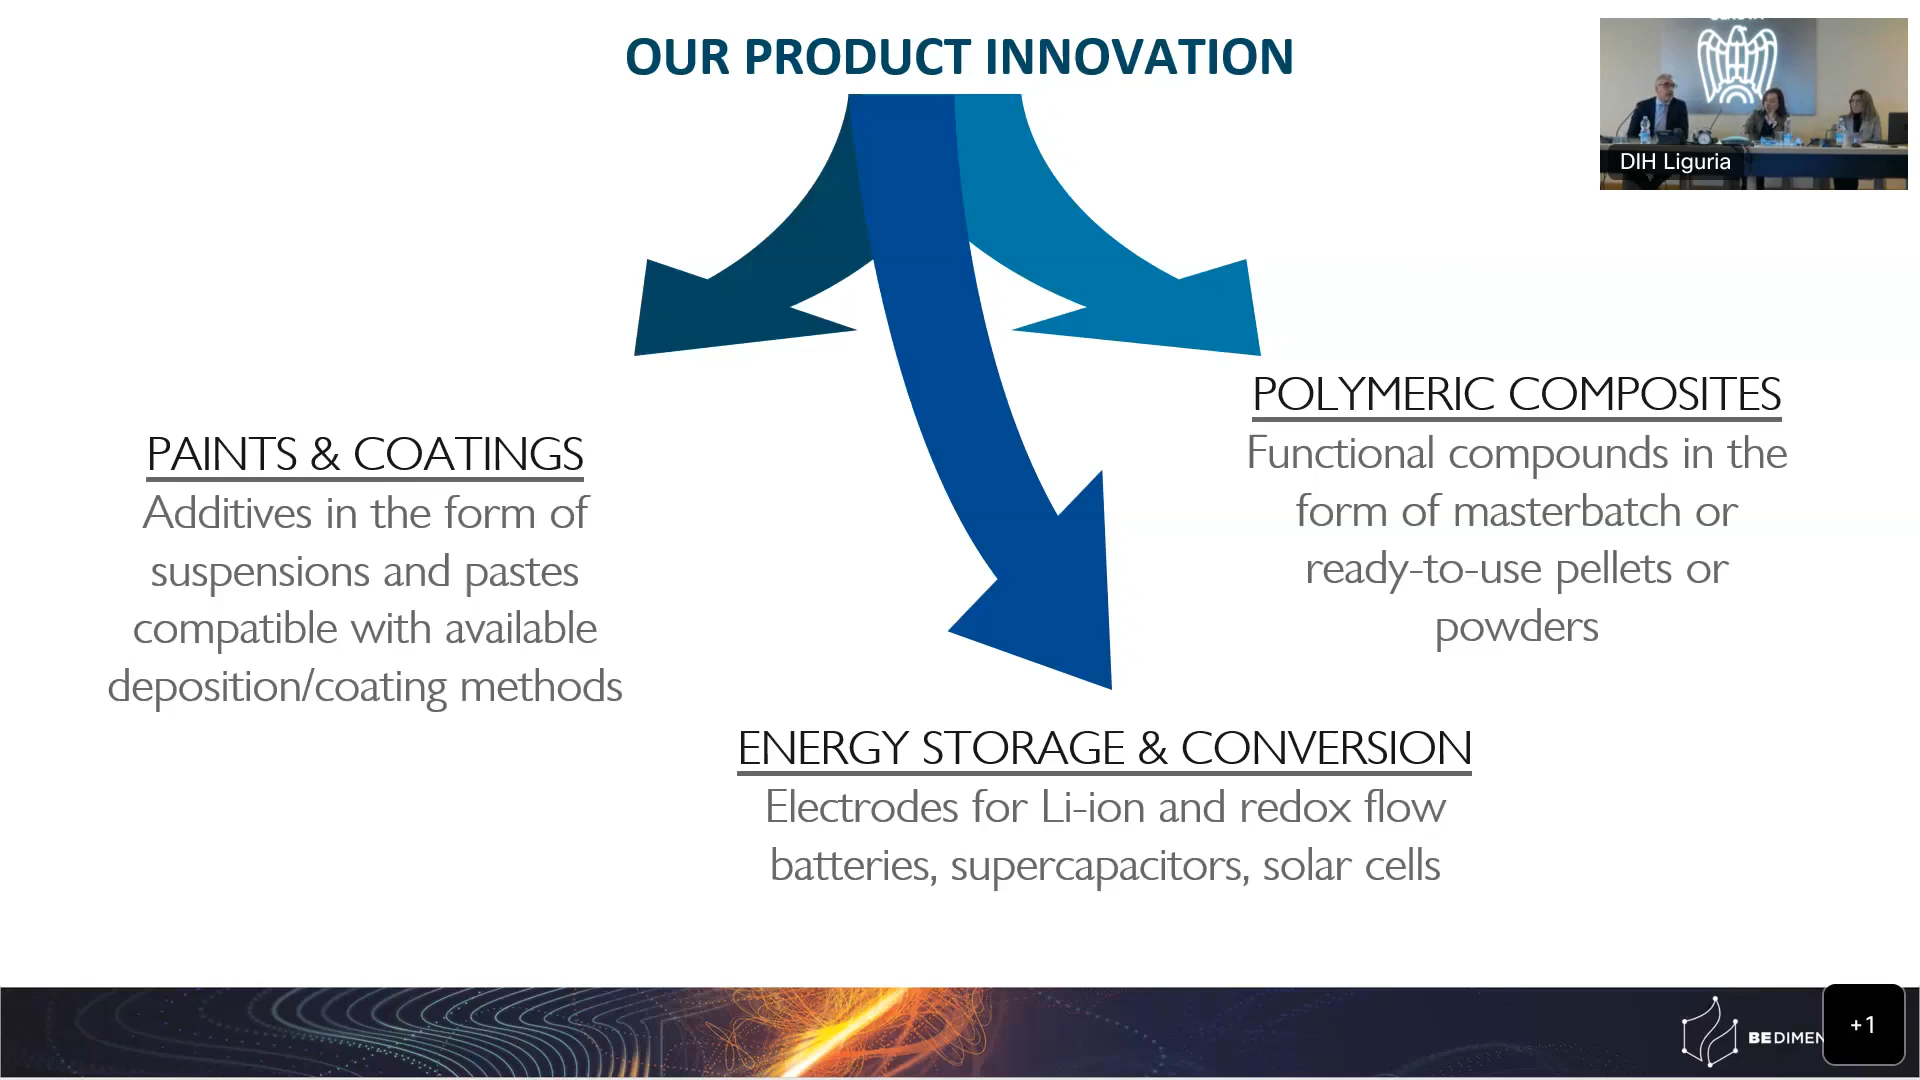 OUR PRODUCT INNOVATION
DIH Liguria
PAINTS & COATINGS
Additives in the form of
suspensions and pastes
compatible with available
deposition/coating methods
POLYMERIC COMPOSITES
Functional compounds in the
form of masterbatch or
ready-to-use pellets or
powders
ENERGY STORAGE & CONVERSION
Electrodes for Li-ion and redox flow
batteries, supercapacitors, solar cells
BEDIMEN
+1